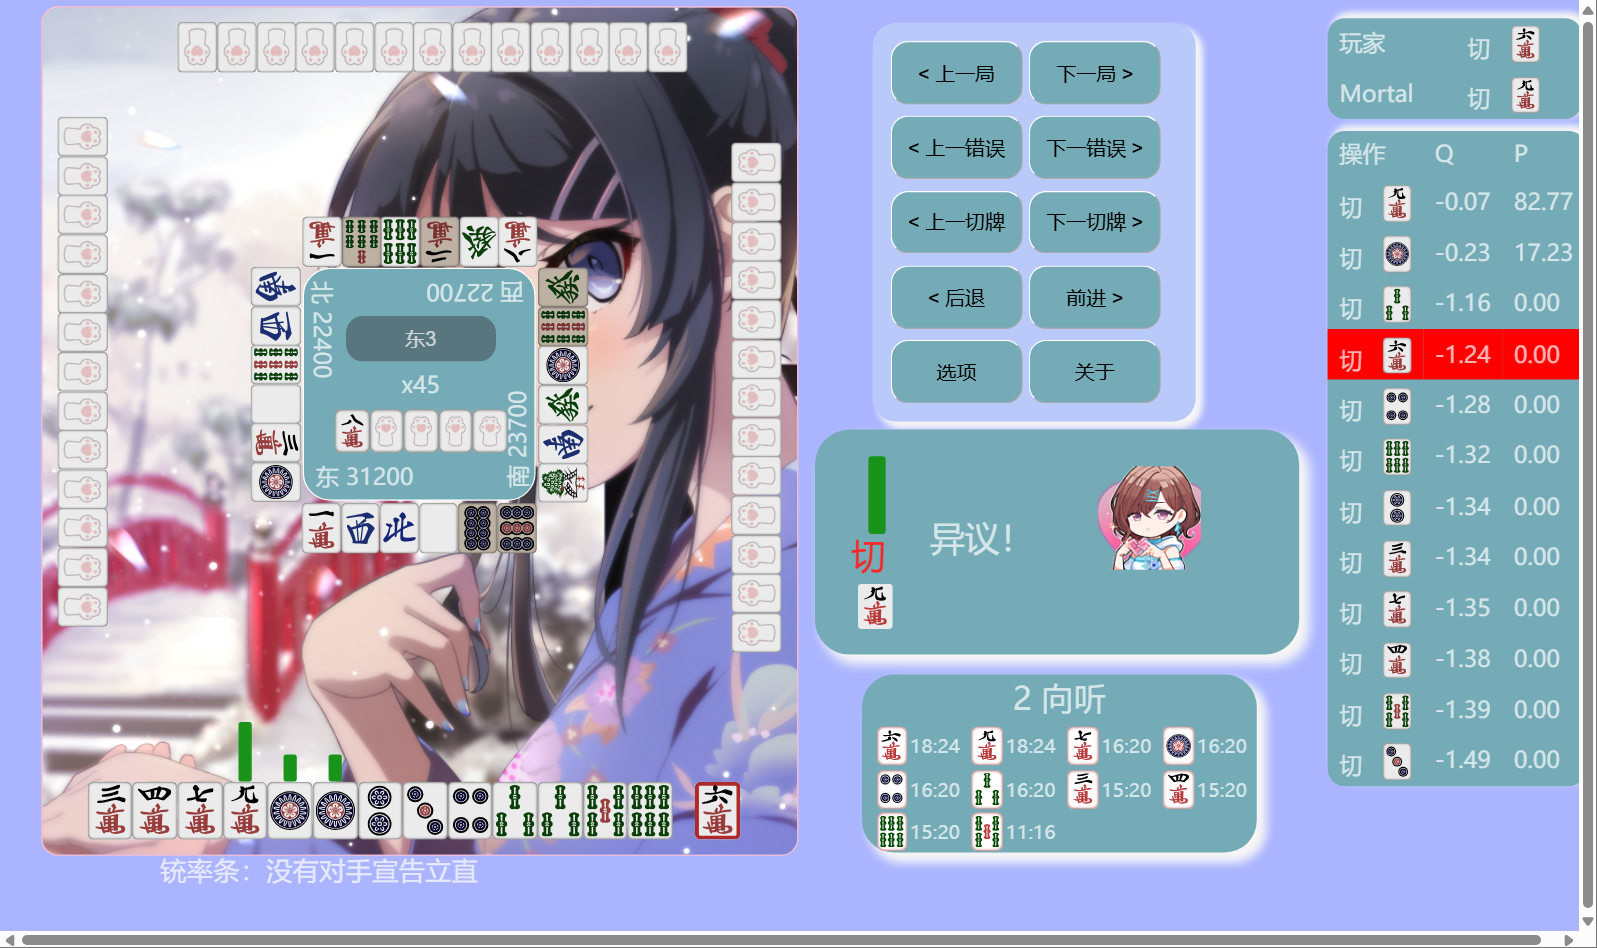 北 22400
西 22700
东3
x45
南 23700
东 31200
铳率条：没有对手宣告立直
< 上一局
下一局 >
< 上一错误
下一错误 >
< 上一切牌
下一切牌 >
< 后退
前进 >
选项
关于
切
异议！
2 向听
18:24 18:24 16:20 16:20
16:20 16:20 15:20 15:20
15:20 11:16
玩家 切
Mortal 切
操作 Q P
切 -0.07 82.77
切 -0.23 17.23
切 -1.16 0.00
切 -1.24 0.00
切 -1.28 0.00
切 -1.32 0.00
切 -1.34 0.00
切 -1.34 0.00
切 -1.35 0.00
切 -1.38 0.00
切 -1.39 0.00
切 -1.49 0.00